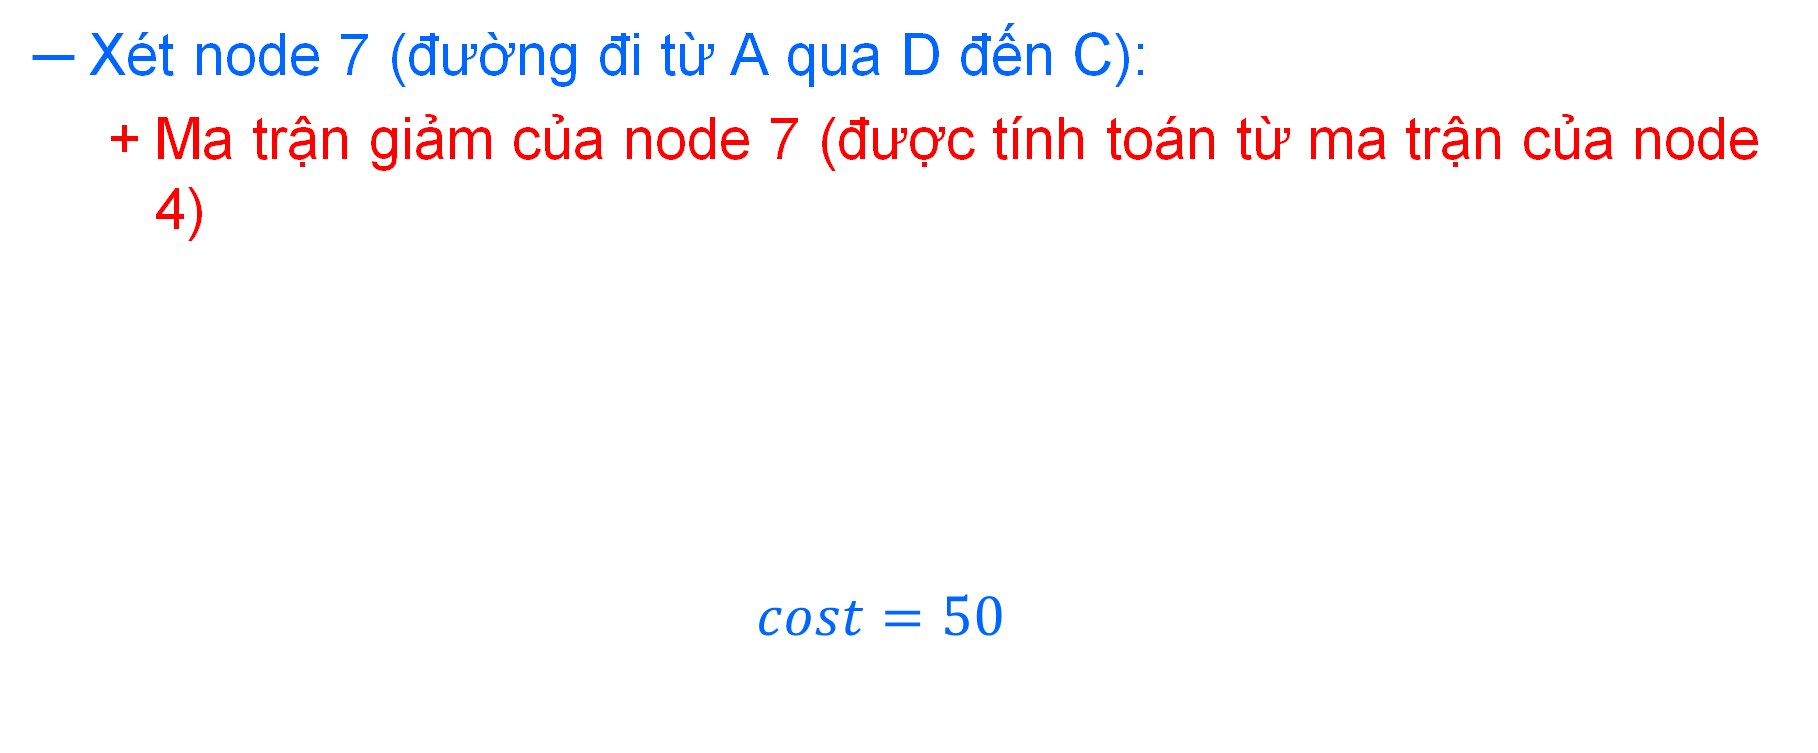 — Xét node 7 (đường đi từ A qua D đến C):
+ Ma trận giảm của node 7 (được tính toán từ ma trận của node
4)
cost = 50